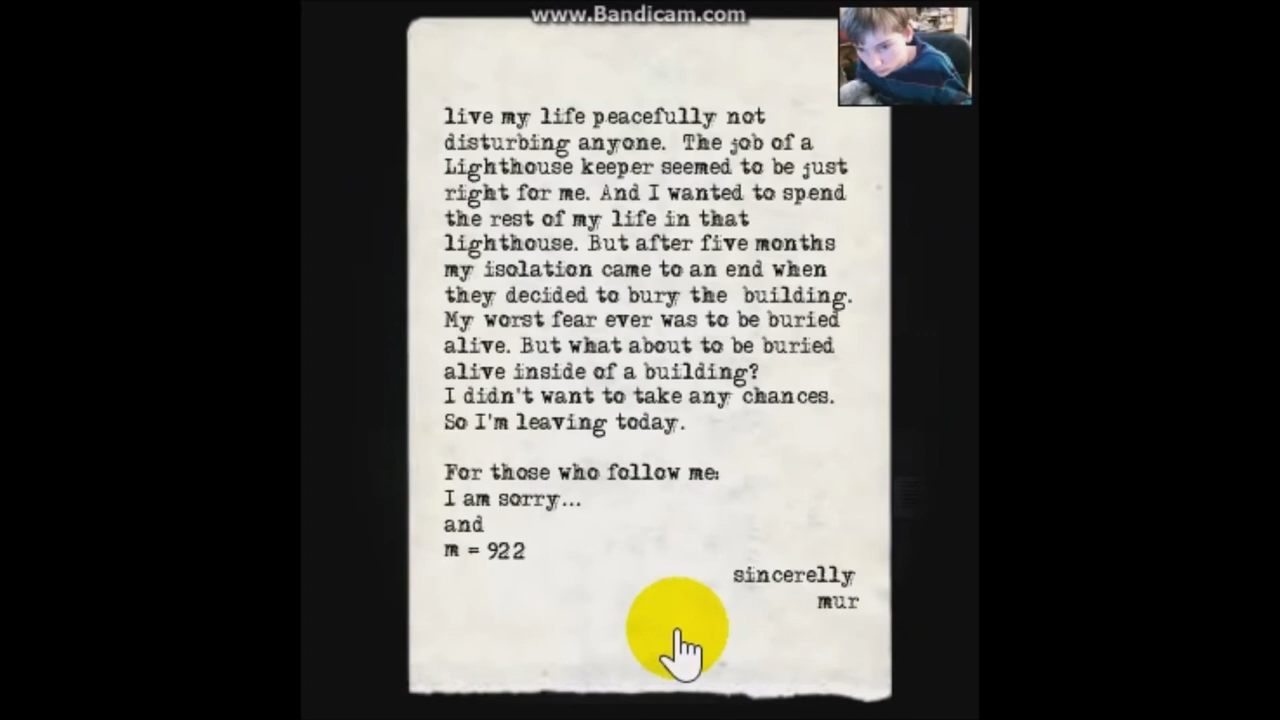 www.Bandicam.com
live my life peacefully not
disturbing anyone. The job of a
Lighthouse keeper seemed to be just
right for me. And I wanted to spend
the rest of my life in that
lighthouse. But after five months
my isolation came to an end when
they decided to bury the building.
My worst fear ever was to be buried
alive. But what about to be buried
alive inside of a building?
I didn't want to take any chances.
So I'm leaving today.
For those who follow me:
I am sorry...
and
m = 922
sincerelly
mur